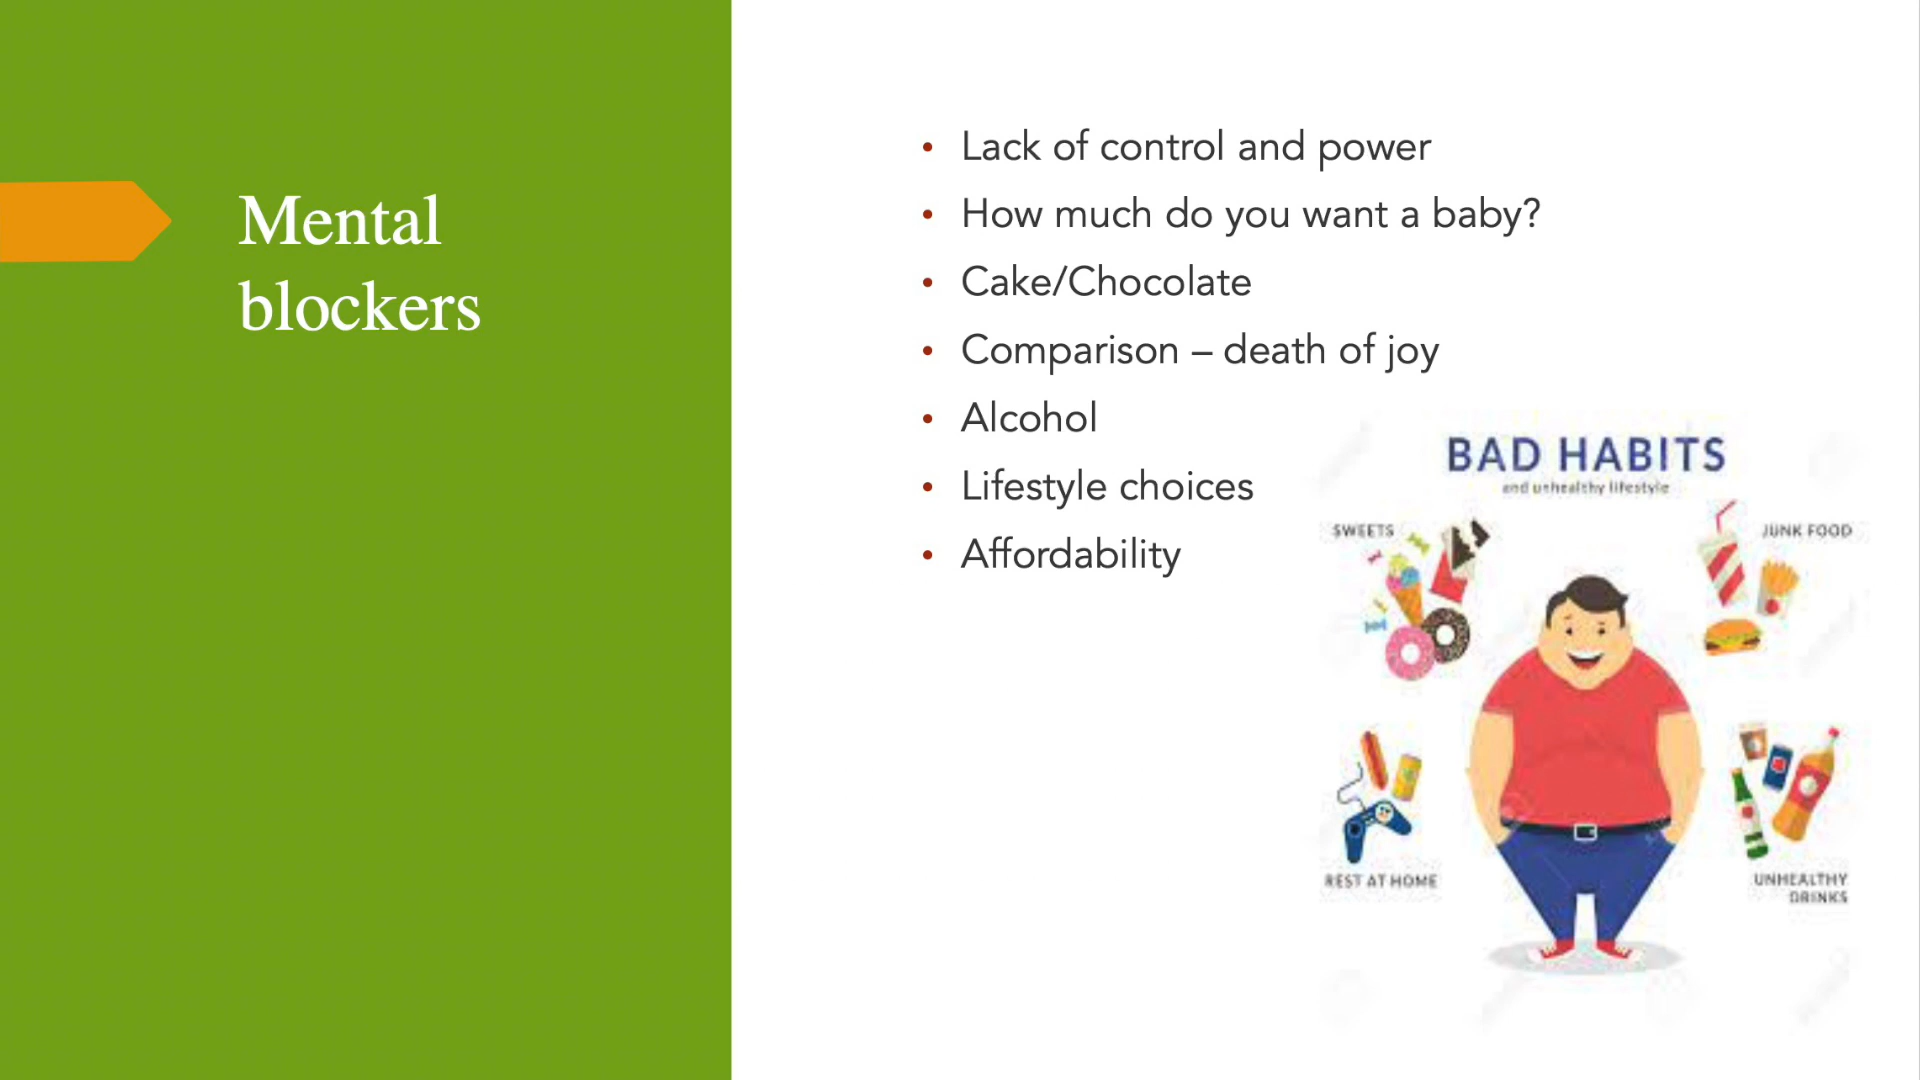 Mental
blockers
• Lack of control and power
• How much do you want a baby?
• Cake/Chocolate
• Comparison – death of joy
• Alcohol
• Lifestyle choices
• Affordability
BAD HABITS
and unhealthy lifestyle
SWEETS
JUNK FOOD
REST AT HOME
UNHEALTHY
DRINKS